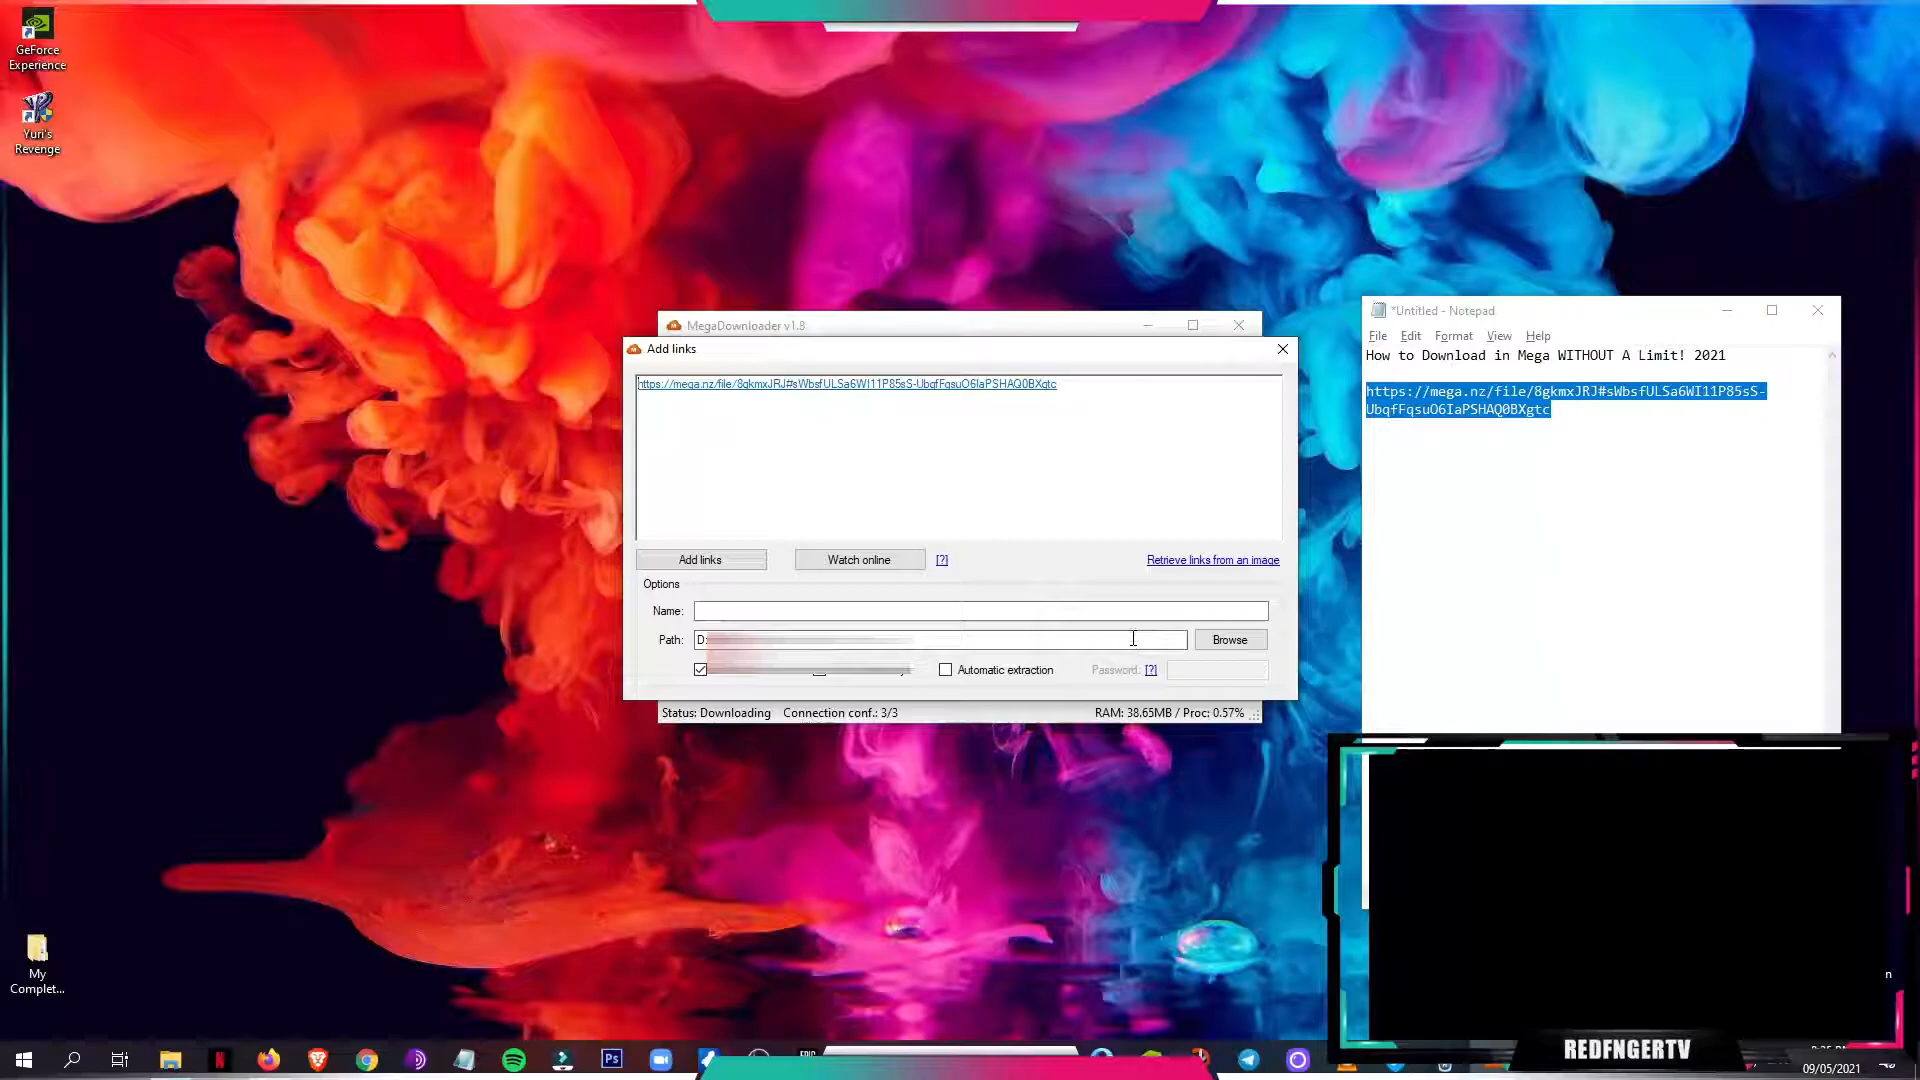 GeForce
Experience
Yuri's
Revenge
MegaDownloader v1.8
Add links
https://mega.nz/file/8gkmxJRJ#sWbsfULSa6WI11P85sS-UbqfFqsuO6IaPSHAQ0BXgtc
Add links
Watch online
[?]
Retrieve links from an image
Options
Name:
Path:
D:
Browse
Automatic extraction
Password:
[?]
Status: Downloading
Connection conf.: 3/3
RAM: 38.65MB / Proc: 0.57%
*Untitled - Notepad
File Edit Format View Help
How to Download in Mega WITHOUT A Limit! 2021
https://mega.nz/file/8gkmxJRJ#sWbsfULSa6WI11P85sS-
UbqfFqsuO6IaPSHAQ0BXgtc
My
Complet...
n
Ps
REDFNGERTV
09/05/2021